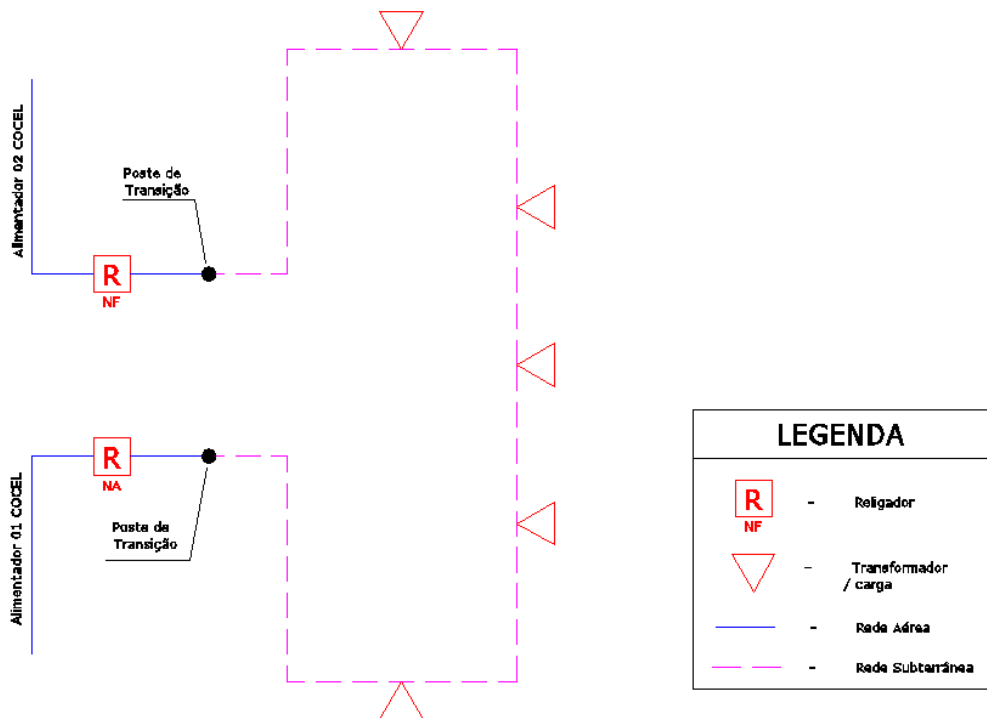 Alimentador 02 COCEL
Poste de
Transição
R
NF
R
NA
Poste de
Transição
Alimentador 01 COCEL
LEGENDA
R
NF
- Religador
- Transformador
/ carga
- Rede Aérea
- Rede Subterrânea